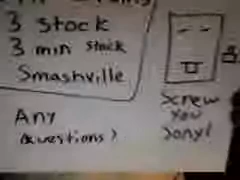 3 stock
3 min stock
Smashville
Any
Questions?
Screw
you
Sony!